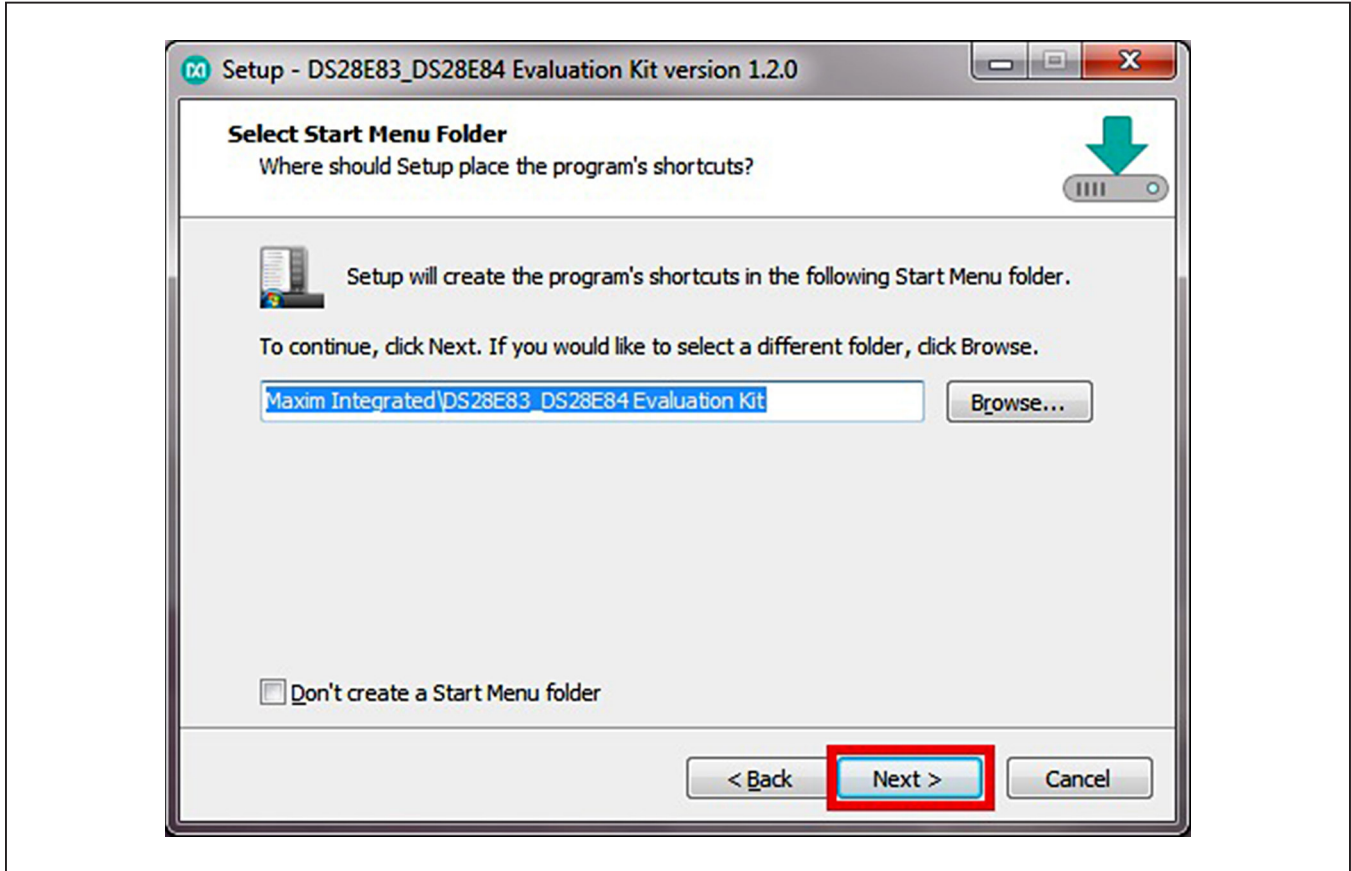 Setup - DS28E83_DS28E84 Evaluation Kit version 1.2.0
Select Start Menu Folder
Where should Setup place the program's shortcuts?
Setup will create the program's shortcuts in the following Start Menu folder.
To continue, click Next. If you would like to select a different folder, click Browse.
Maxim Integrated\DS28E83_DS28E84 Evaluation Kit
Browse...
Don't create a Start Menu folder
< Back
Next >
Cancel